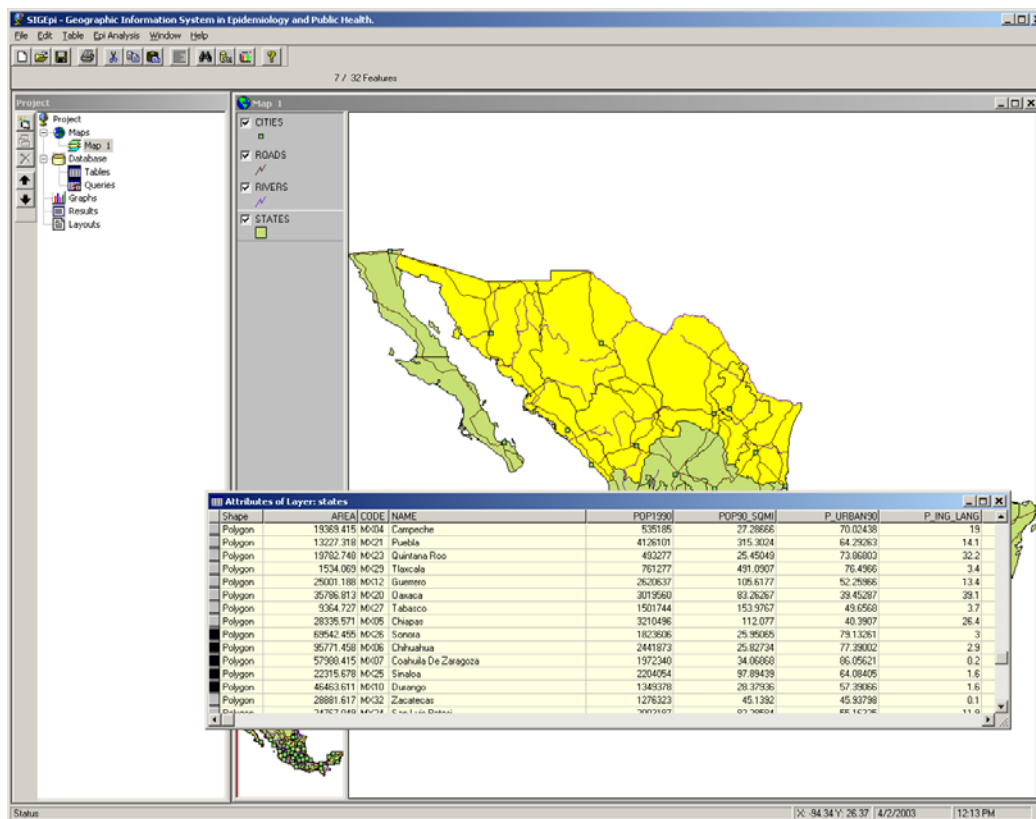 SIGEpi - Geographic Information System in Epidemiology and Public Health.
File Edit Table Epi Analysis Window Help
7 / 32 Features
Project
Project
Maps
Map 1
Database
Tables
Queries
Graphs
Results
Layouts
Map 1
CITIES
ROADS
RIVERS
STATES
Attributes of Layer: states
Shape AREA CODE NAME POP1990 POP90_SQMI P_URBAN90 P_ING_LANG
Polygon 19369.415 MX04 Campeche 535185 27.28666 70.02438 19
Polygon 13227.318 MX21 Puebla 4126101 315.3024 64.29263 14.1
Polygon 19782.748 MX23 Quintana Roo 493277 25.45049 73.86803 32.2
Polygon 1534.069 MX29 Tlaxcala 761277 491.0907 76.4966 3.4
Polygon 25001.188 MX12 Guerrero 2620637 105.6177 52.25966 13.4
Polygon 35786.813 MX20 Oaxaca 3019560 83.26267 39.45287 39.1
Polygon 9364.727 MX27 Tabasco 1501744 153.9767 49.6568 3.7
Polygon 28335.571 MX05 Chiapas 3210496 112.077 40.3907 26.4
Polygon 69542.455 MX26 Sonora 1823606 25.95065 79.13261 3
Polygon 95771.458 MX06 Chihuahua 2441873 25.82734 77.39002 2.9
Polygon 57988.415 MX07 Coahuila De Zaragoza 1972340 34.06868 86.05621 0.2
Polygon 22315.678 MX25 Sinaloa 2204054 97.89439 64.08405 1.6
Polygon 46463.611 MX10 Durango 1349378 28.37936 57.39066 1.6
Polygon 28881.617 MX32 Zacatecas 1276323 45.1392 45.93798 0.1
Status X: -94.34 Y: 26.37 4/2/2003 12:13 PM